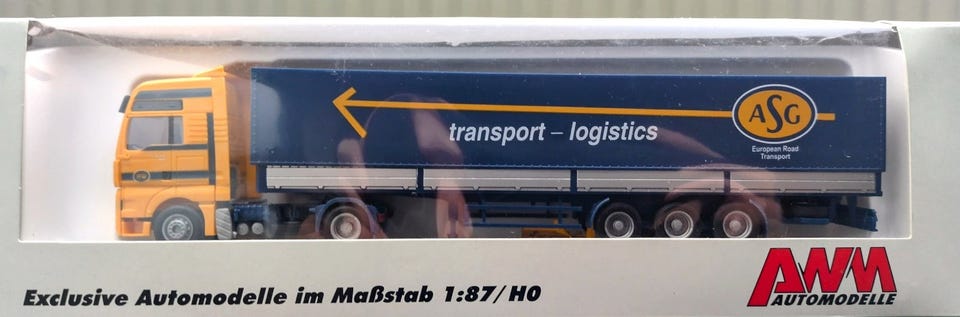 transport – logistics
ASG
European Road
Transport
Exclusive Automodelle im Maßstab 1:87/H0
AWM
AUTOMODELLE